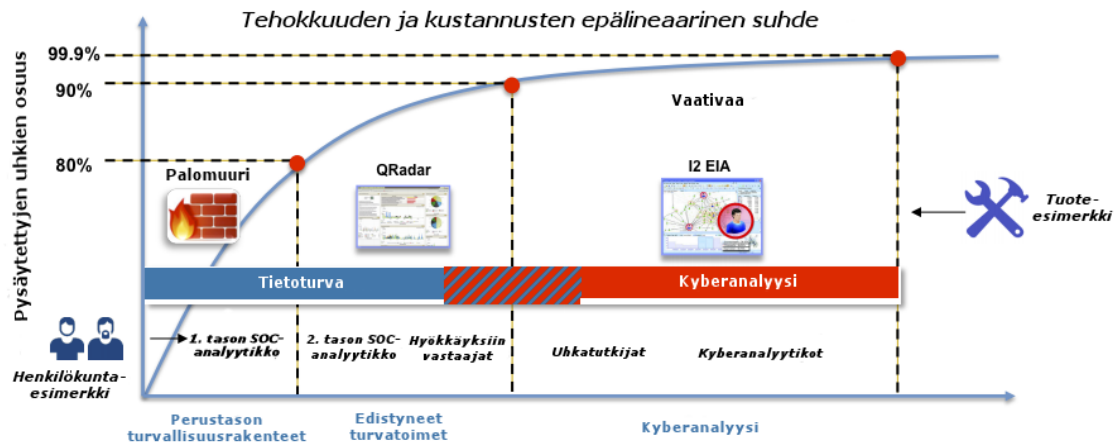 Tehokkuuden ja kustannusten epälineaarinen suhde
Pysäytettyjen uhkien osuus
99.9%
90%
80%
Vaativaa
Palomuuri
QRadar
I2 EIA
Tuote-
esimerkki
Tietoturva
Kyberanalyysi
Henkilökunta-
esimerkki
1. tason SOC-
analyytikko
2. tason SOC-
analyytikko
Hyökkäyksiin
vastaajat
Uhkatutkijat
Kyberanalyytikot
Perustason
turvallisuusrakenteet
Edistyneet
turvatoimet
Kyberanalyysi